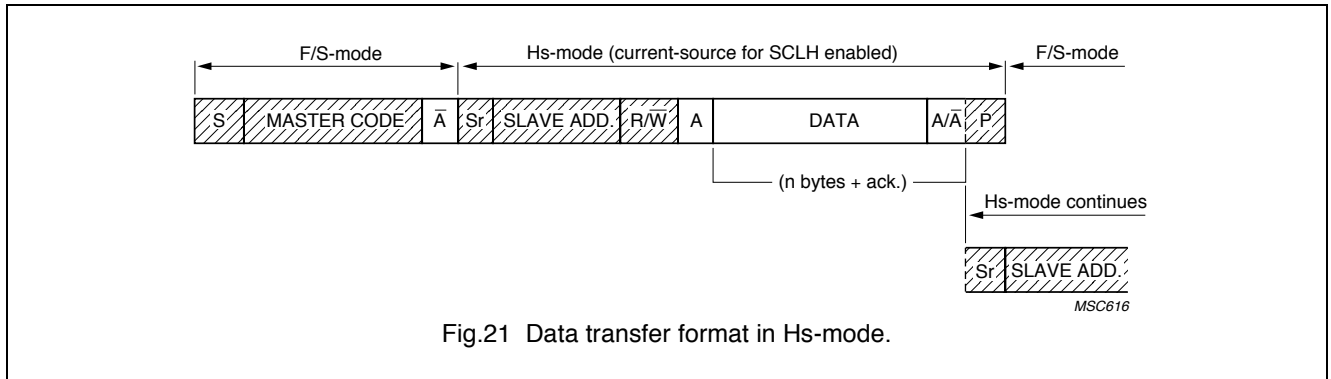 F/S-mode Hs-mode (current-source for SCLH enabled) F/S-mode
S MASTER CODE A̅ Sr SLAVE ADD. R/W̅ A DATA A/A̅ P
(n bytes + ack.)
Hs-mode continues
Sr SLAVE ADD.
MSC616
Fig.21 Data transfer format in Hs-mode.